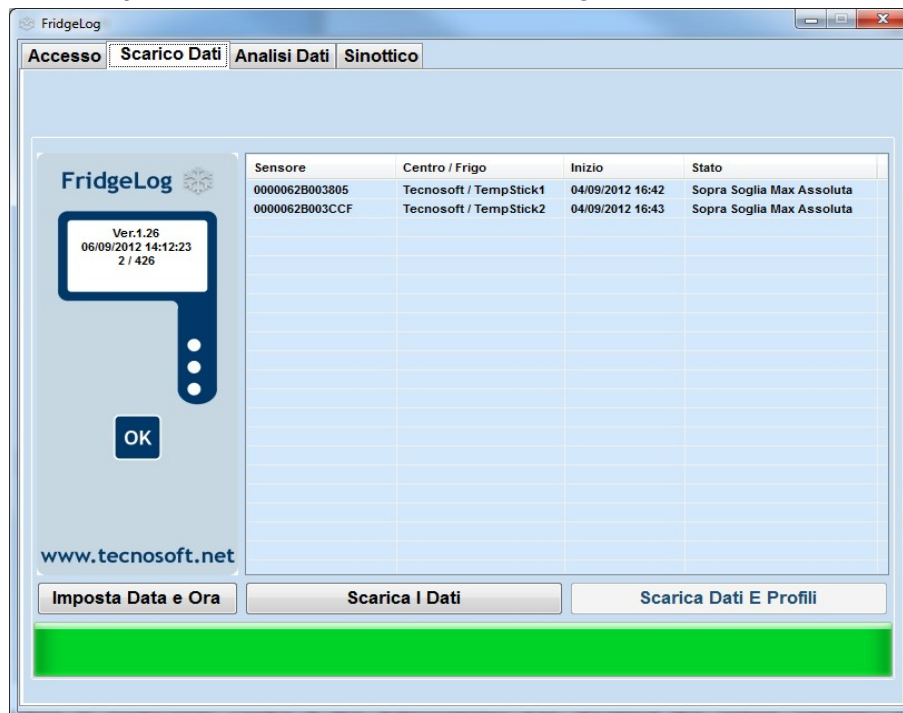 FridgeLog
Accesso Scarico Dati Analisi Dati Sinottico
FridgeLog
Ver.1.26
06/09/2012 14:12:23
2 / 426
OK
www.tecnosoft.net
Sensore Centro / Frigo Inizio Stato
0000062B003805 Tecnosoft / TempStick1 04/09/2012 16:42 Sopra Soglia Max Assoluta
0000062B003CCF Tecnosoft / TempStick2 04/09/2012 16:43 Sopra Soglia Max Assoluta
Imposta Data e Ora Scarica I Dati Scarica Dati E Profili